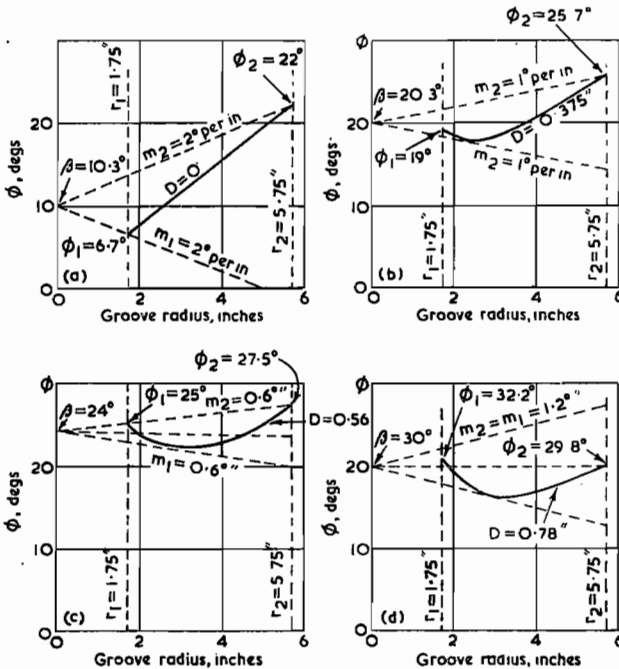 ϕ
r₁=1·75"
ϕ₂=22°
20
m₂=2° per in
β=10·3°
ϕ, degs
D=0
10
r₂=5·75"
ϕ₁=6·7°
m₁=2° per in
(a)
0
0 2 4 6
Groove radius, inches
ϕ
ϕ₂=25 7°
β=20 3°
m₂=1° per in
20
D=0·375"
ϕ₁=19°
m₂=1° per in
ϕ, degs·
10
r₁=1·75"
r₂=5·75"
(b)
0
0 2 4 6
Groove radius, inches
ϕ
ϕ₂=27·5°
β=24°
ϕ₁=25°
m₂=0·6°"
D=0·56
20
m₁=0·6°"
ϕ, degs
10
r₁=1·75"
r₂=5 75"
(c)
0
0 2 4 6
Groove radius, inches
ϕ
ϕ₁=32·2°
m₂=m₁=1·2°"
β=30°
ϕ₂=29 8°
20
ϕ, degs
D=0·78"
10
r₁=1·75"
r₂=5 75"
(d)
0
0 2 4 6
Groove radius, inches